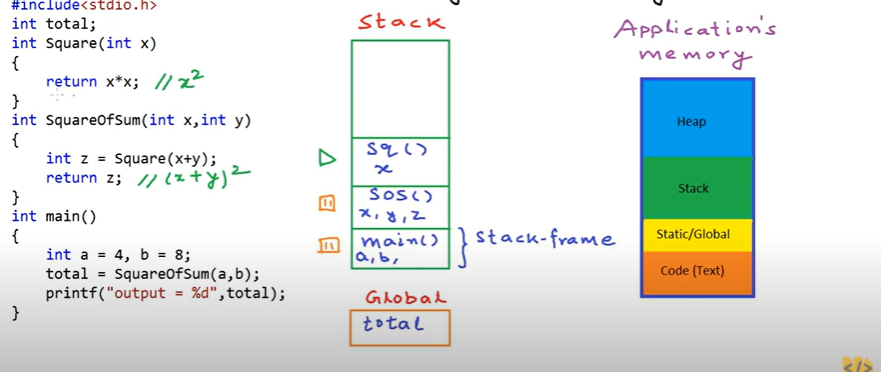 #include<stdio.h>
int total;
int Square(int x)
{
return x*x; // x²
}
int SquareOfSum(int x,int y)
{
int z = Square(x+y);
return z; // (x+y)²
}
int main()
{
int a = 4, b = 8;
total = SquareOfSum(a,b);
printf("output = %d",total);
}
Stack
Sq()
x
SOS()
x, y, z
main()
a, b,
stack-frame
Global
total
Application's
memory
Heap
Stack
Static/Global
Code (Text)